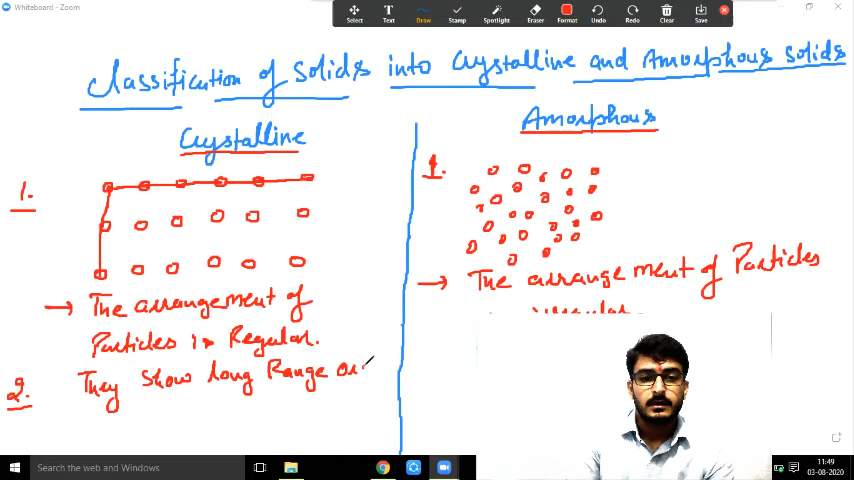 Whiteboard - Zoom
Select
Text
Draw
Stamp
Spotlight
Eraser
Format
Undo
Redo
Clear
Save
Classification of Solids into Crystalline and Amorphous solids
Crystalline
1.
→ The arrangement of
Particles is Regular.
2. They show long Range
Amorphous
1.
→ The arrangement of Particles
irregular
Search the web and Windows
11:49
03-08-2020